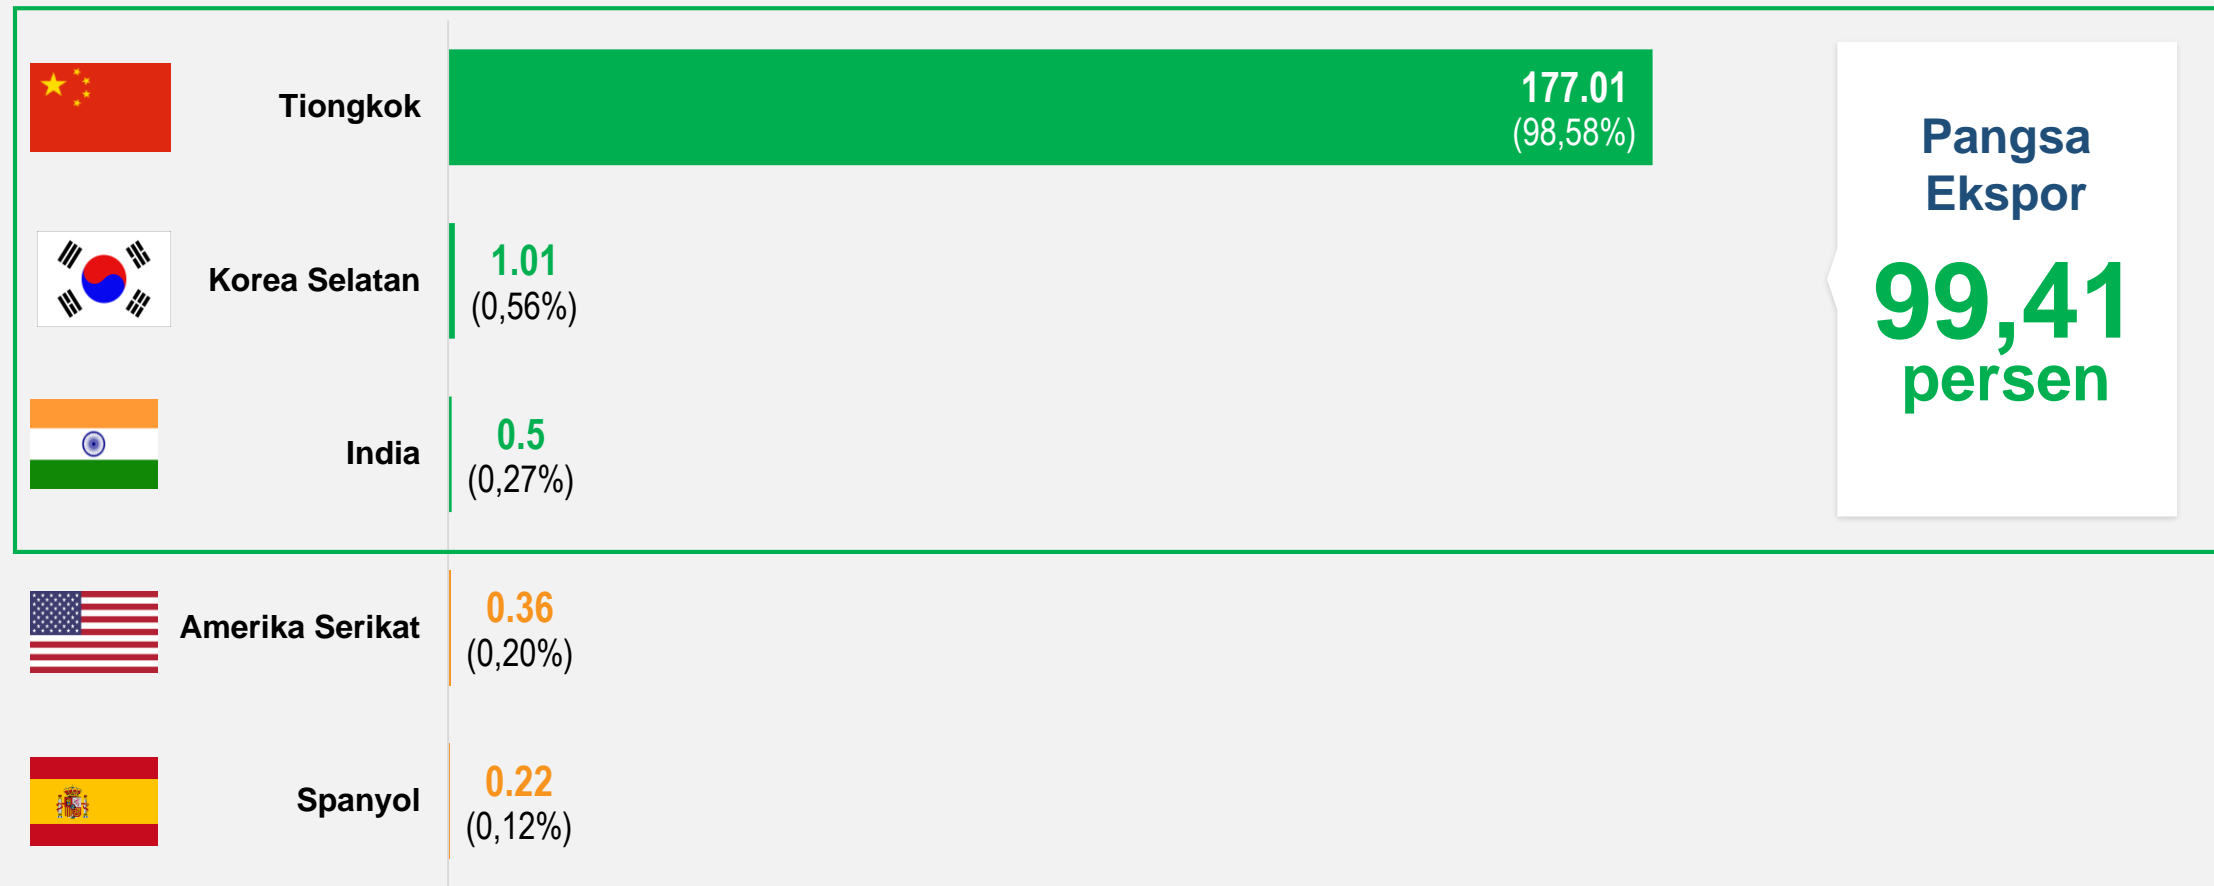 Tiongkok
177.01
(98,58%)
Korea Selatan
1.01
(0,56%)
India
0.5
(0,27%)
Pangsa
Ekspor
99,41
persen
Amerika Serikat
0.36
(0,20%)
Spanyol
0.22
(0,12%)